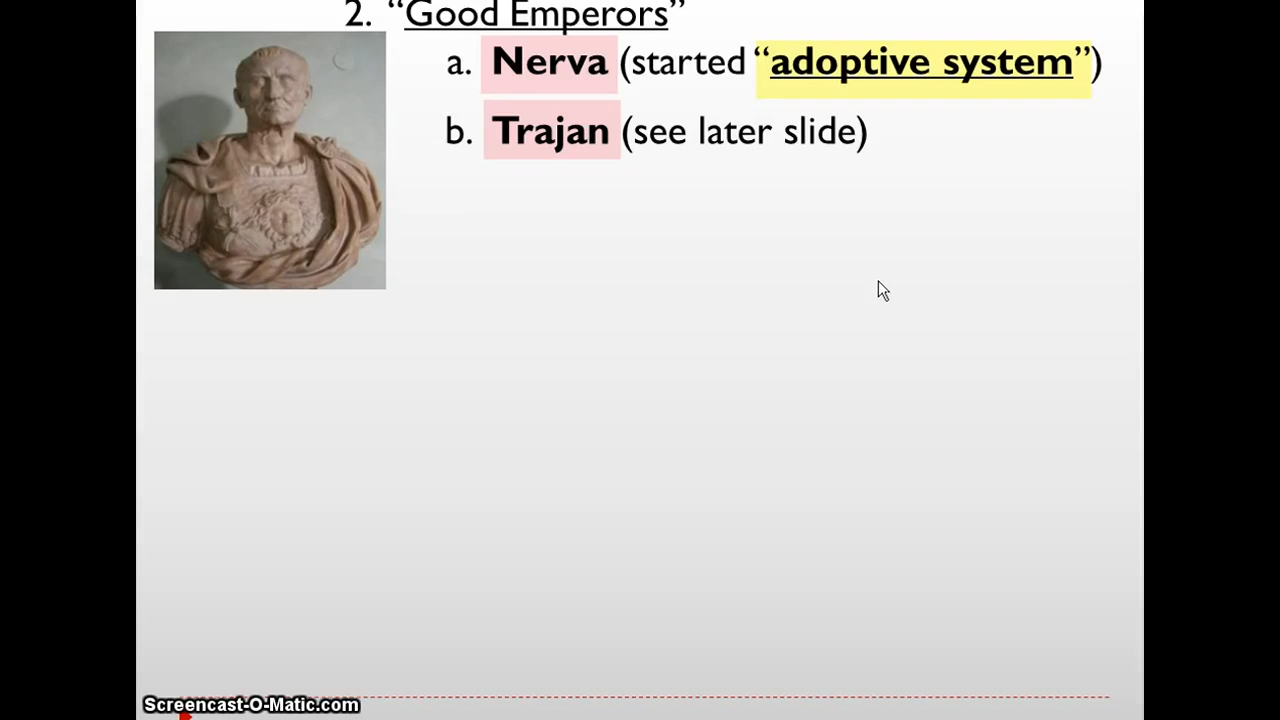 2. “Good Emperors”
a. Nerva (started “adoptive system”)
b. Trajan (see later slide)
Screencast-O-Matic.com